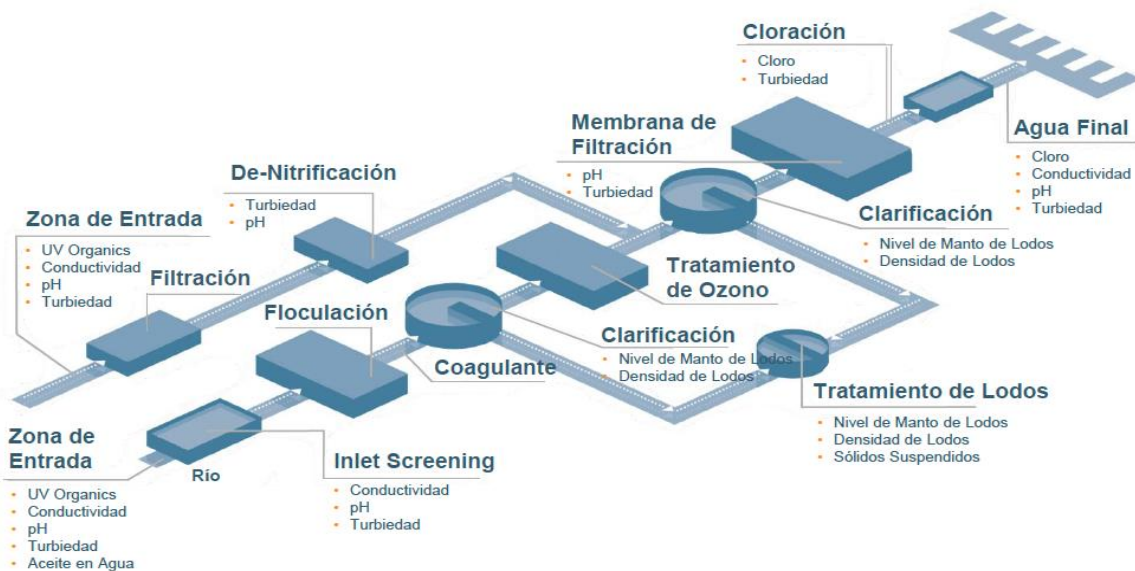 Cloración
• Cloro
• Turbiedad
Membrana de
Filtración
• pH
• Turbiedad
Agua Final
• Cloro
• Conductividad
• pH
• Turbiedad
De-Nitrificación
• Turbiedad
• pH
Zona de Entrada
• UV Organics
• Conductividad
• pH
• Turbiedad
Filtración
Clarificación
• Nivel de Manto de Lodos
• Densidad de Lodos
Tratamiento
de Ozono
Floculación
Coagulante
Clarificación
• Nivel de Manto de Lodos
• Densidad de Lodos
Tratamiento de Lodos
• Nivel de Manto de Lodos
• Densidad de Lodos
• Sólidos Suspendidos
Zona de
Entrada
• UV Organics
• Conductividad
• pH
• Turbiedad
• Aceite en Agua
Río
Inlet Screening
• Conductividad
• pH
• Turbiedad